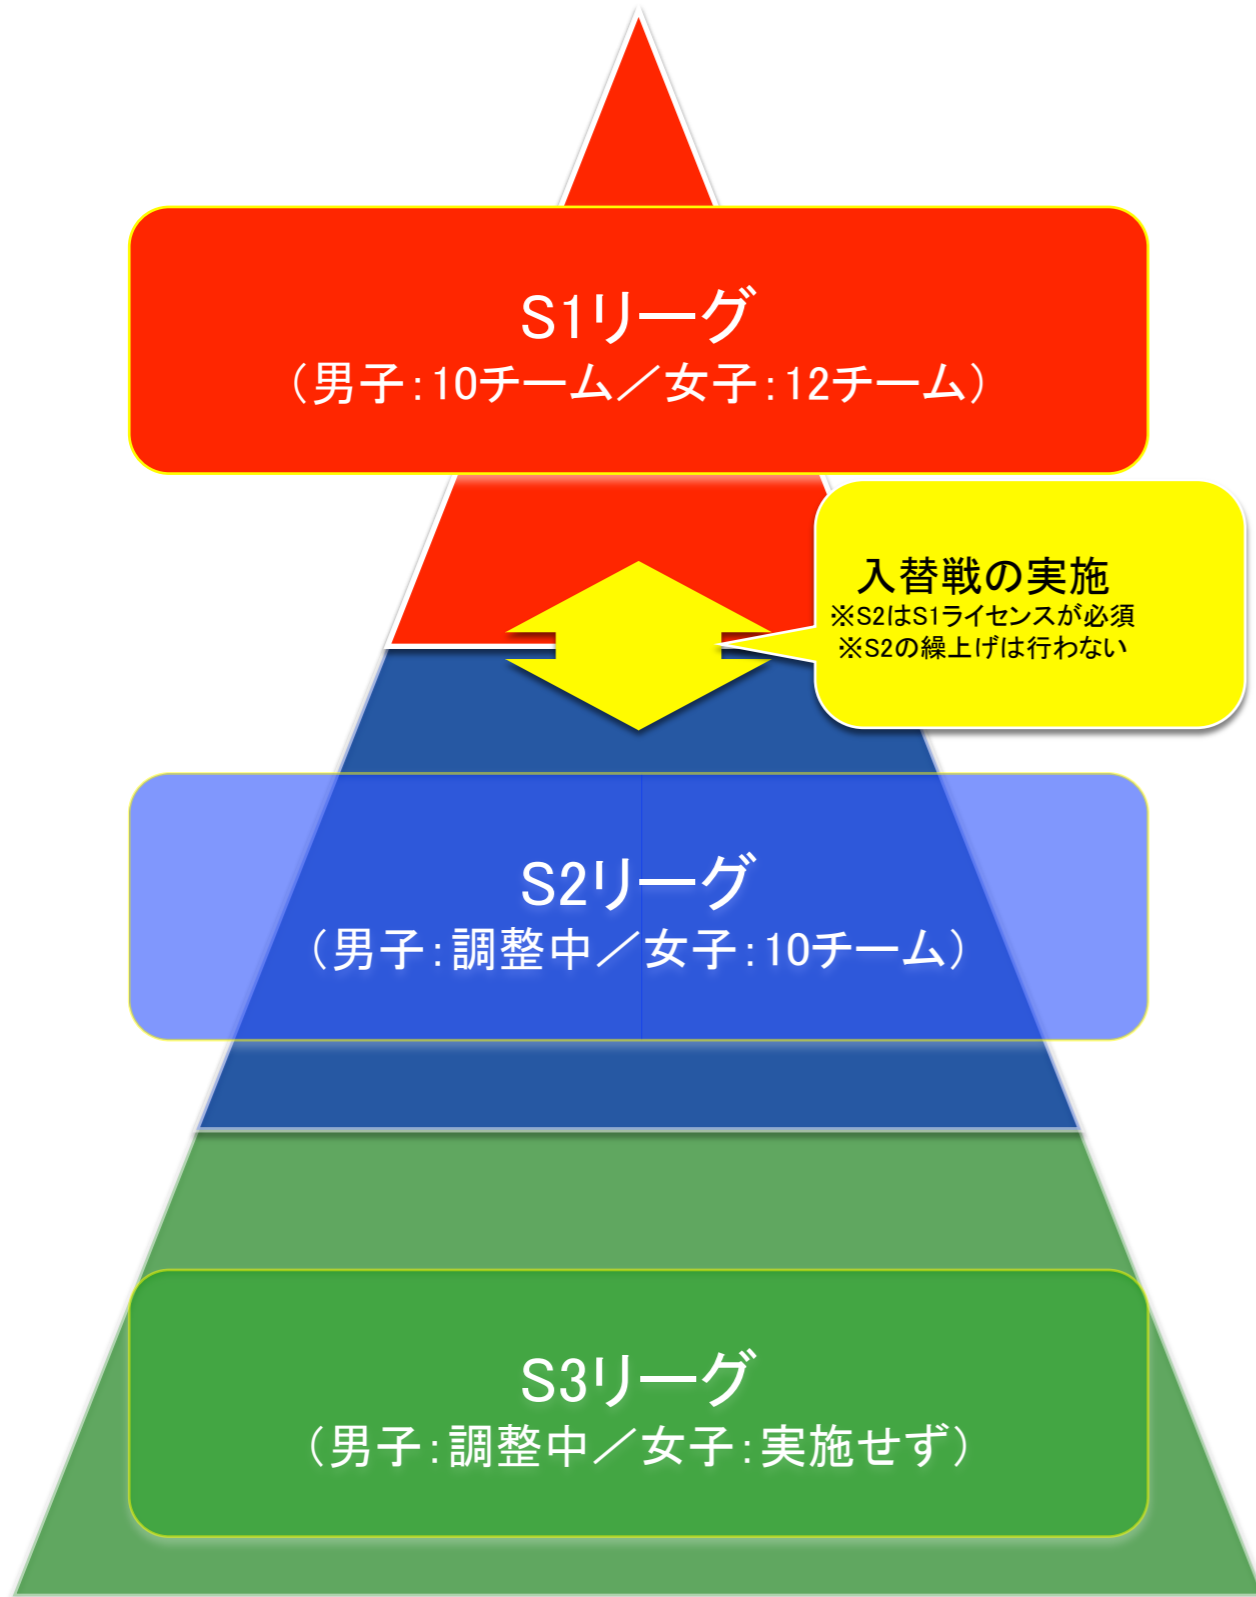 S1リーグ
（男子：10チーム／女子：12チーム）
入替戦の実施
※S2はS1ライセンスが必須
※S2の繰上げは行わない
S2リーグ
（男子：調整中／女子：10チーム）
S3リーグ
（男子：調整中／女子：実施せず）